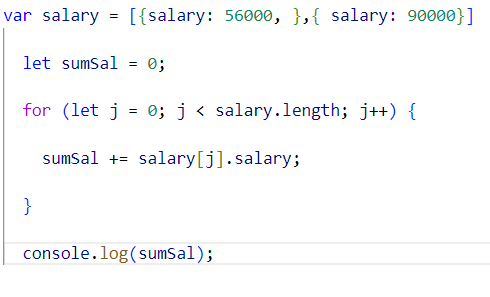 var salary = [{salary: 56000, },{ salary: 90000}]
let sumSal = 0;
for (let j = 0; j < salary.length; j++) {
sumSal += salary[j].salary;
}
console.log(sumSal);